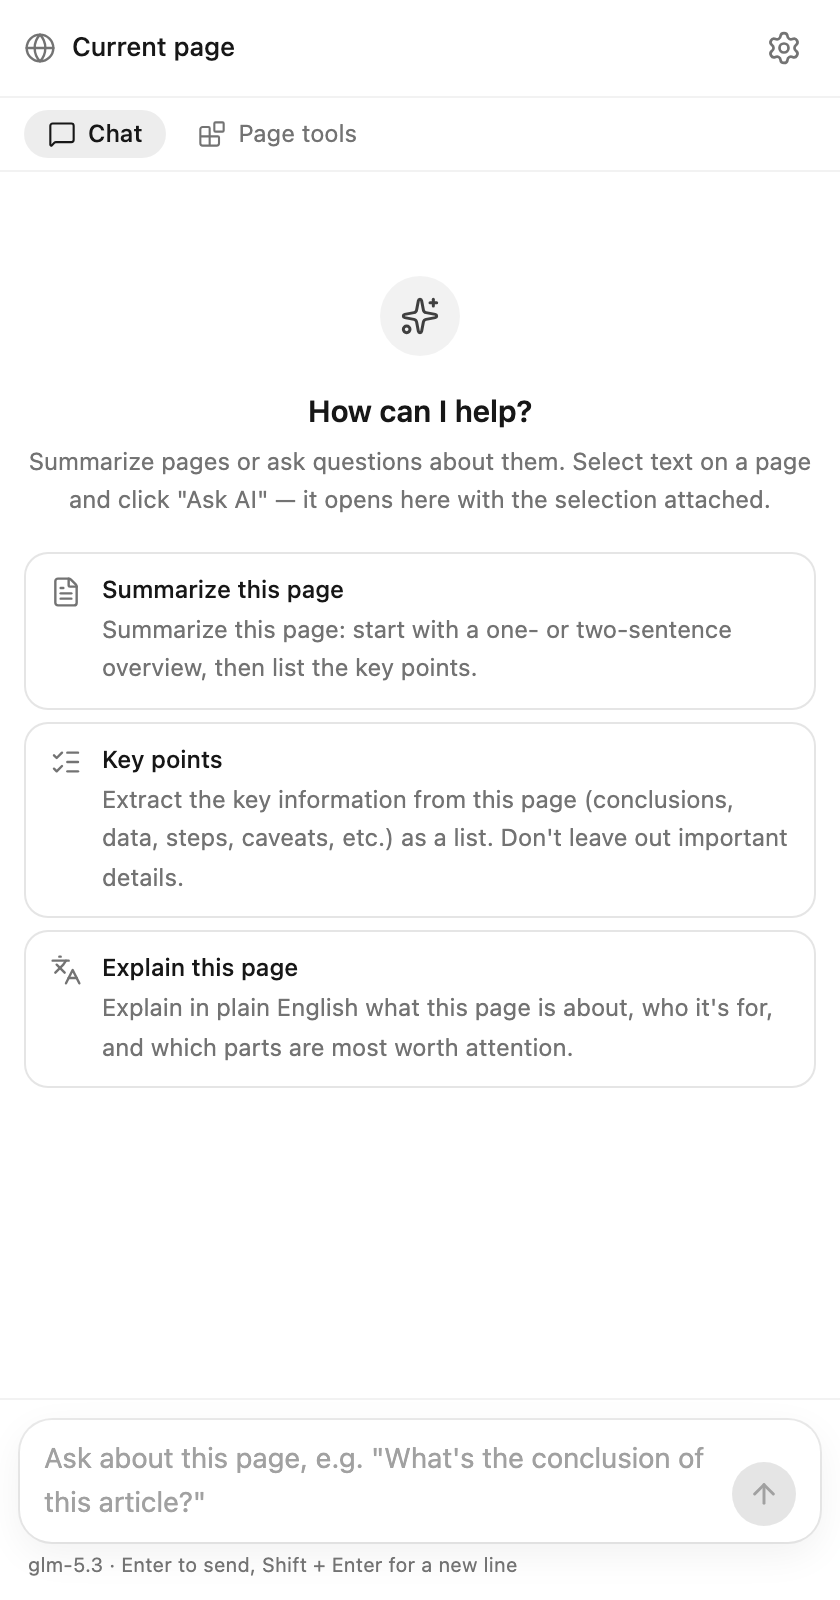 Current page
Chat
Page tools
How can I help?
Summarize pages or ask questions about them. Select text on a page
and click "Ask AI" — it opens here with the selection attached.
Summarize this page
Summarize this page: start with a one- or two-sentence
overview, then list the key points.
Key points
Extract the key information from this page (conclusions,
data, steps, caveats, etc.) as a list. Don't leave out important
details.
Explain this page
Explain in plain English what this page is about, who it's for,
and which parts are most worth attention.
Ask about this page, e.g. "What's the conclusion of
this article?"
glm-5.3 · Enter to send, Shift + Enter for a new line